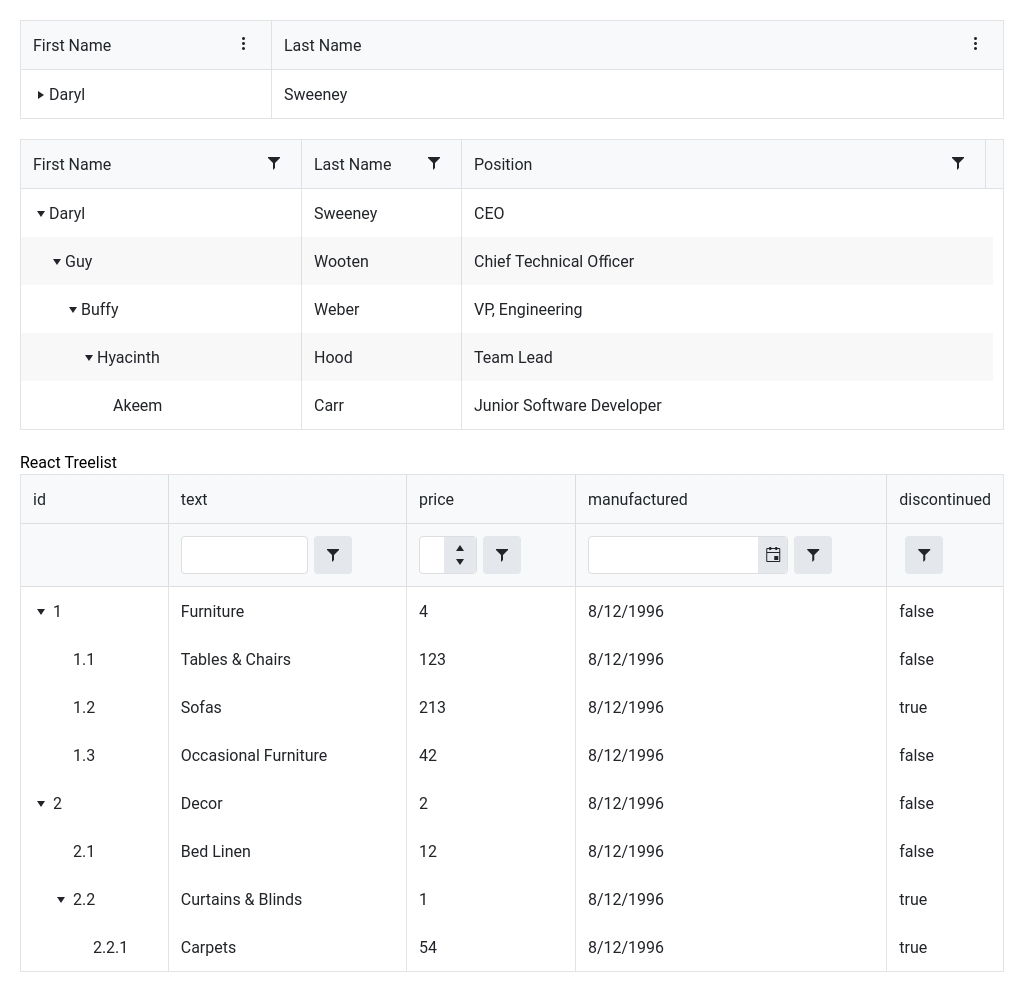 First Name Last Name
Daryl Sweeney
First Name Last Name Position
Daryl Sweeney CEO
Guy Wooten Chief Technical Officer
Buffy Weber VP, Engineering
Hyacinth Hood Team Lead
Akeem Carr Junior Software Developer
React Treelist
id text price manufactured discontinued
1 Furniture 4 8/12/1996 false
1.1 Tables & Chairs 123 8/12/1996 false
1.2 Sofas 213 8/12/1996 true
1.3 Occasional Furniture 42 8/12/1996 false
2 Decor 2 8/12/1996 false
2.1 Bed Linen 12 8/12/1996 false
2.2 Curtains & Blinds 1 8/12/1996 true
2.2.1 Carpets 54 8/12/1996 true